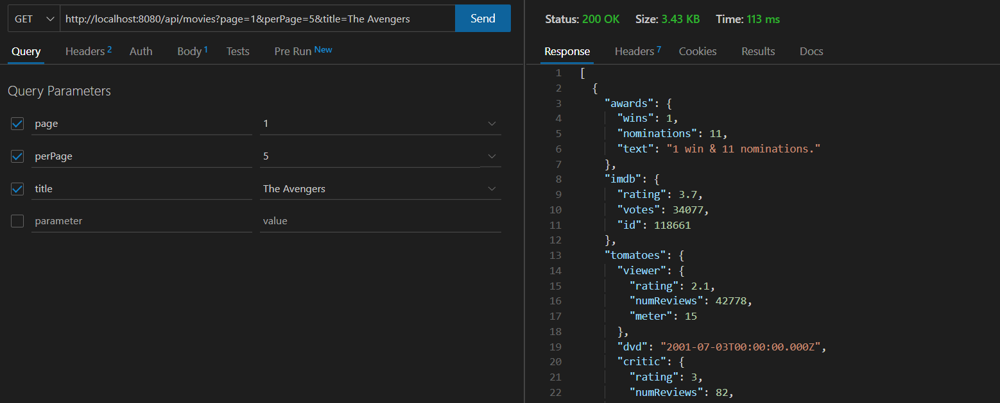 GET http://localhost:8080/api/movies?page=1&perPage=5&title=The Avengers Send
Query Headers 2 Auth Body 1 Tests Pre Run New
Query Parameters
page 1
perPage 5
title The Avengers
parameter value
Status: 200 OK Size: 3.43 KB Time: 113 ms
Response Headers 7 Cookies Results Docs
1 [
2 {
3 "awards": {
4 "wins": 1,
5 "nominations": 11,
6 "text": "1 win & 11 nominations."
7 },
8 "imdb": {
9 "rating": 3.7,
10 "votes": 34077,
11 "id": 118661
12 },
13 "tomatoes": {
14 "viewer": {
15 "rating": 2.1,
16 "numReviews": 42778,
17 "meter": 15
18 },
19 "dvd": "2001-07-03T00:00:00.000Z",
20 "critic": {
21 "rating": 3,
22 "numReviews": 82,